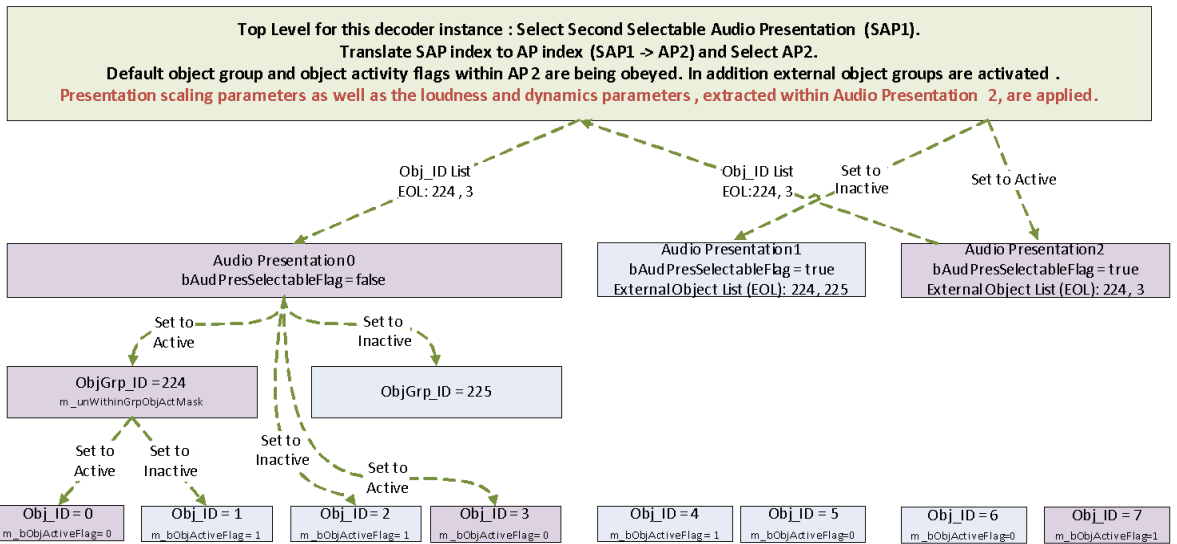 Top Level for this decoder instance : Select Second Selectable Audio Presentation (SAP1).
Translate SAP index to AP index (SAP1 -> AP2) and Select AP2.
Default object group and object activity flags within AP2 are being obeyed. In addition external object groups are activated .
Presentation scaling parameters as well as the loudness and dynamics parameters , extracted within Audio Presentation 2, are applied.
Obj_ID List
EOL: 224 , 3
Obj_ID List
EOL:224 , 3
Set to
Inactive
Set to Active
Audio Presentation 0
bAudPresSelectableFlag = false
Audio Presentation 1
bAudPresSelectableFlag = true
External Object List (EOL): 224, 225
Audio Presentation 2
bAudPresSelectableFlag = true
External Object List (EOL): 224, 3
Set to
Active
Set to
Inactive
ObjGrp_ID = 224
m_unWithinGrpObjActMask
ObjGrp_ID = 225
Set to
Active
Set to
Inactive
Set to
Inactive
Set to
Active
Obj_ID = 0
m_bObjActiveFlag= 0
Obj_ID = 1
m_bObjActiveFlag= 1
Obj_ID = 2
m_bObjActiveFlag= 1
Obj_ID = 3
m_bObjActiveFlag= 0
Obj_ID = 4
m_bObjActiveFlag= 1
Obj_ID = 5
m_bObjActiveFlag=0
Obj_ID = 6
m_bObjActiveFlag=0
Obj_ID = 7
m_bObjActiveFlag=1